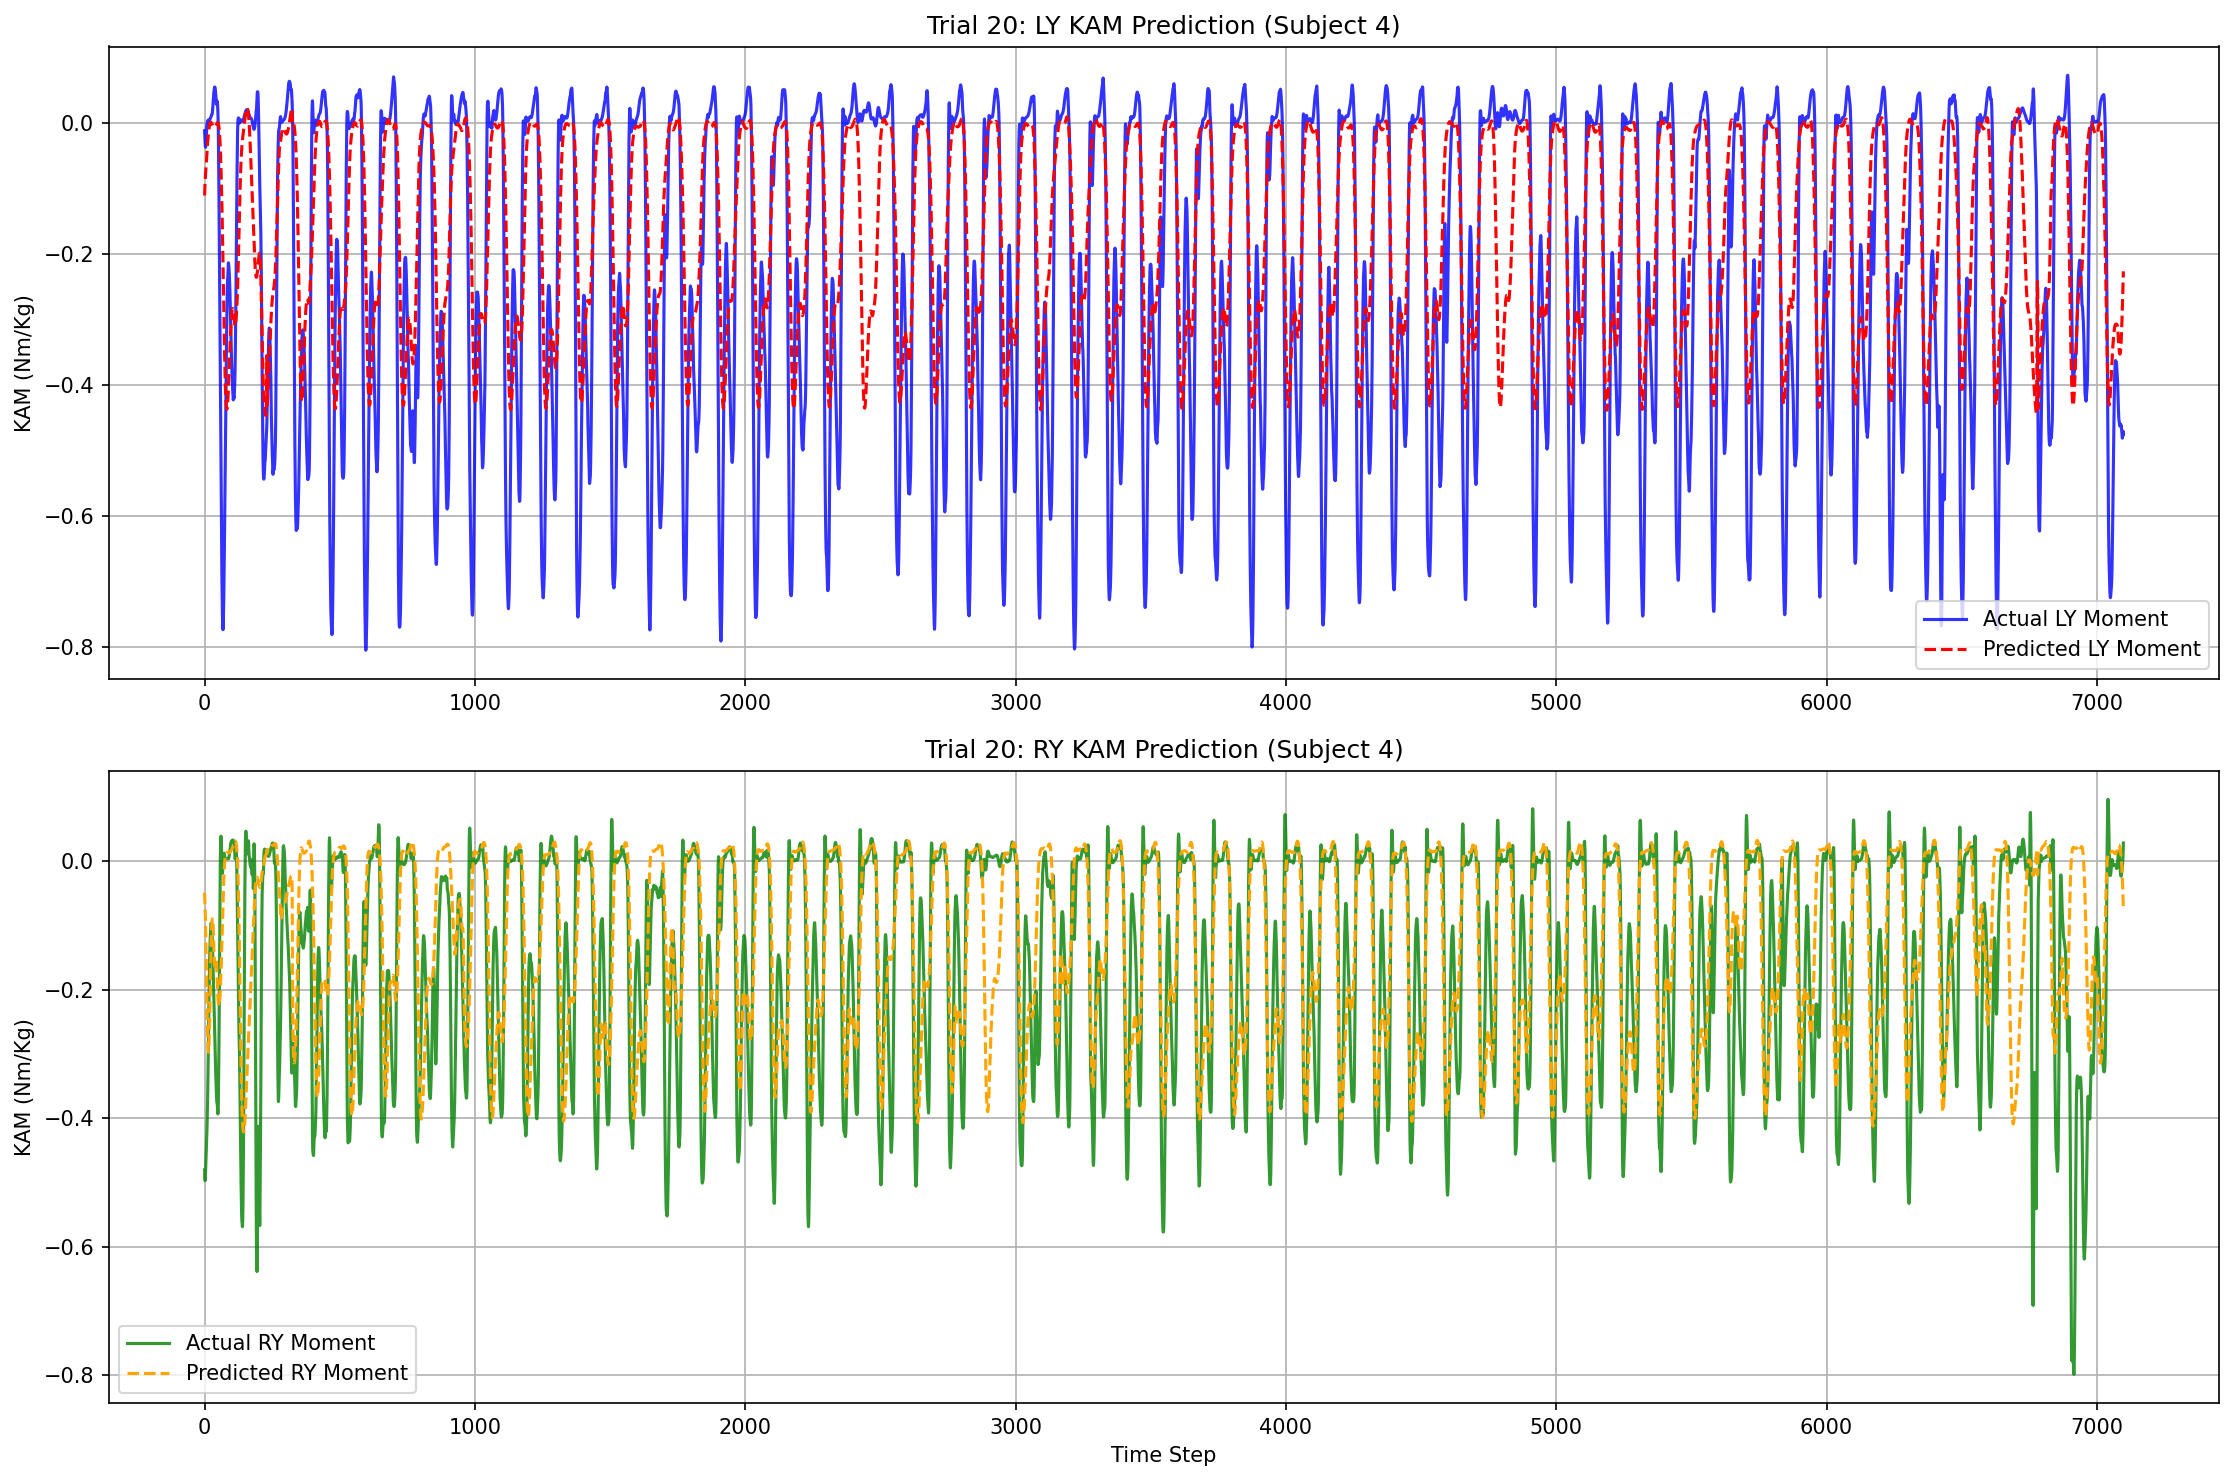 Trial 20: LY KAM Prediction (Subject 4)
KAM (Nm/Kg)
0.0
−0.2
−0.4
−0.6
−0.8
0 1000 2000 3000 4000 5000 6000 7000
Actual LY Moment
Predicted LY Moment
Trial 20: RY KAM Prediction (Subject 4)
KAM (Nm/Kg)
0.0
−0.2
−0.4
−0.6
−0.8
Actual RY Moment
Predicted RY Moment
0 1000 2000 3000 4000 5000 6000 7000
Time Step